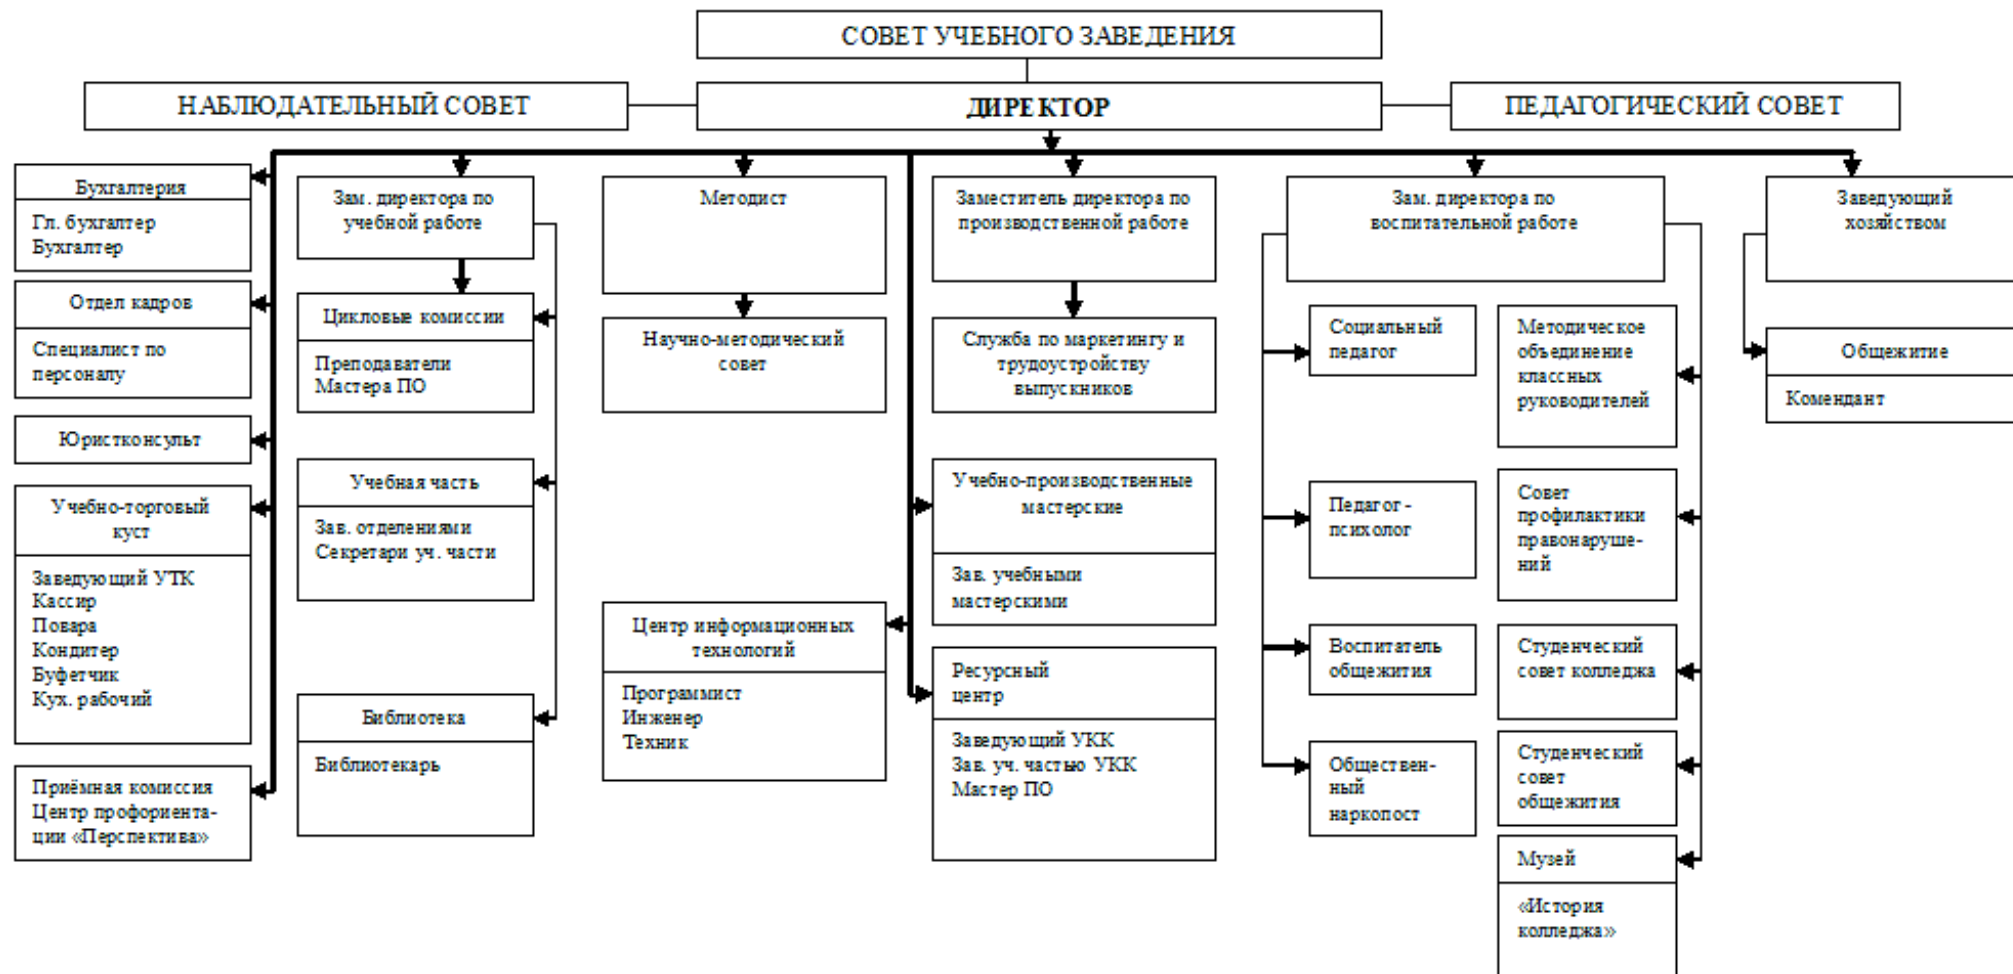 СОВЕТ УЧЕБНОГО ЗАВЕДЕНИЯ
НАБЛЮДАТЕЛЬНЫЙ СОВЕТ
ДИРЕКТОР
ПЕДАГОГИЧЕСКИЙ СОВЕТ
Бухгалтерия
Гл. бухгалтер
Бухгалтер
Отдел кадров
Специалист по
персоналу
Юристконсульт
Учебно-торговый
куст
Заведующий УТК
Кассир
Повара
Кондитер
Буфетчик
Кух. рабочий
Приёмная комиссия
Центр профориента-
ции «Перспектива»
Зам. директора по
учебной работе
Цикловые комиссии
Преподаватели
Мастера ПО
Учебная часть
Зав. отделениями
Секретари уч. части
Библиотека
Библиотекарь
Методист
Научно-методический
совет
Центр информационных
технологий
Программист
Инженер
Техник
Заместитель директора по
производственной работе
Служба по маркетингу и
трудоустройству
выпускников
Учебно-производственные
мастерские
Зав. учебными
мастерскими
Ресурсный
центр
Заведующий УКК
Зав. уч. частью УКК
Мастер ПО
Зам. директора по
воспитательной работе
Социальный
педагог
Педагог -
психолог
Воспитатель
общежития
Обществен-
ный
наркопост
Методическое
объединение
классных
руководителей
Совет
профилактики
правонаруше-
ний
Студенческий
совет колледжа
Студенческий
совет
общежития
Музей
«История
колледжа»
Заведующий
хозяйством
Общежитие
Комендант